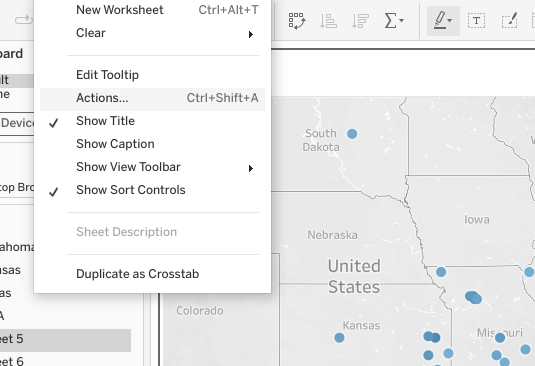 New Worksheet Ctrl+Alt+T
Clear
Edit Tooltip
Actions... Ctrl+Shift+A
Show Title
Show Caption
Show View Toolbar
Show Sort Controls
Sheet Description
Duplicate as Crosstab
oard
ult
ne
Device
top Bro
ahoma
nsas
as
A
eet 5
eet 6
T
South
Dakota
Iowa
Nebraska
United
States
Colorado
Kansas
Missouri